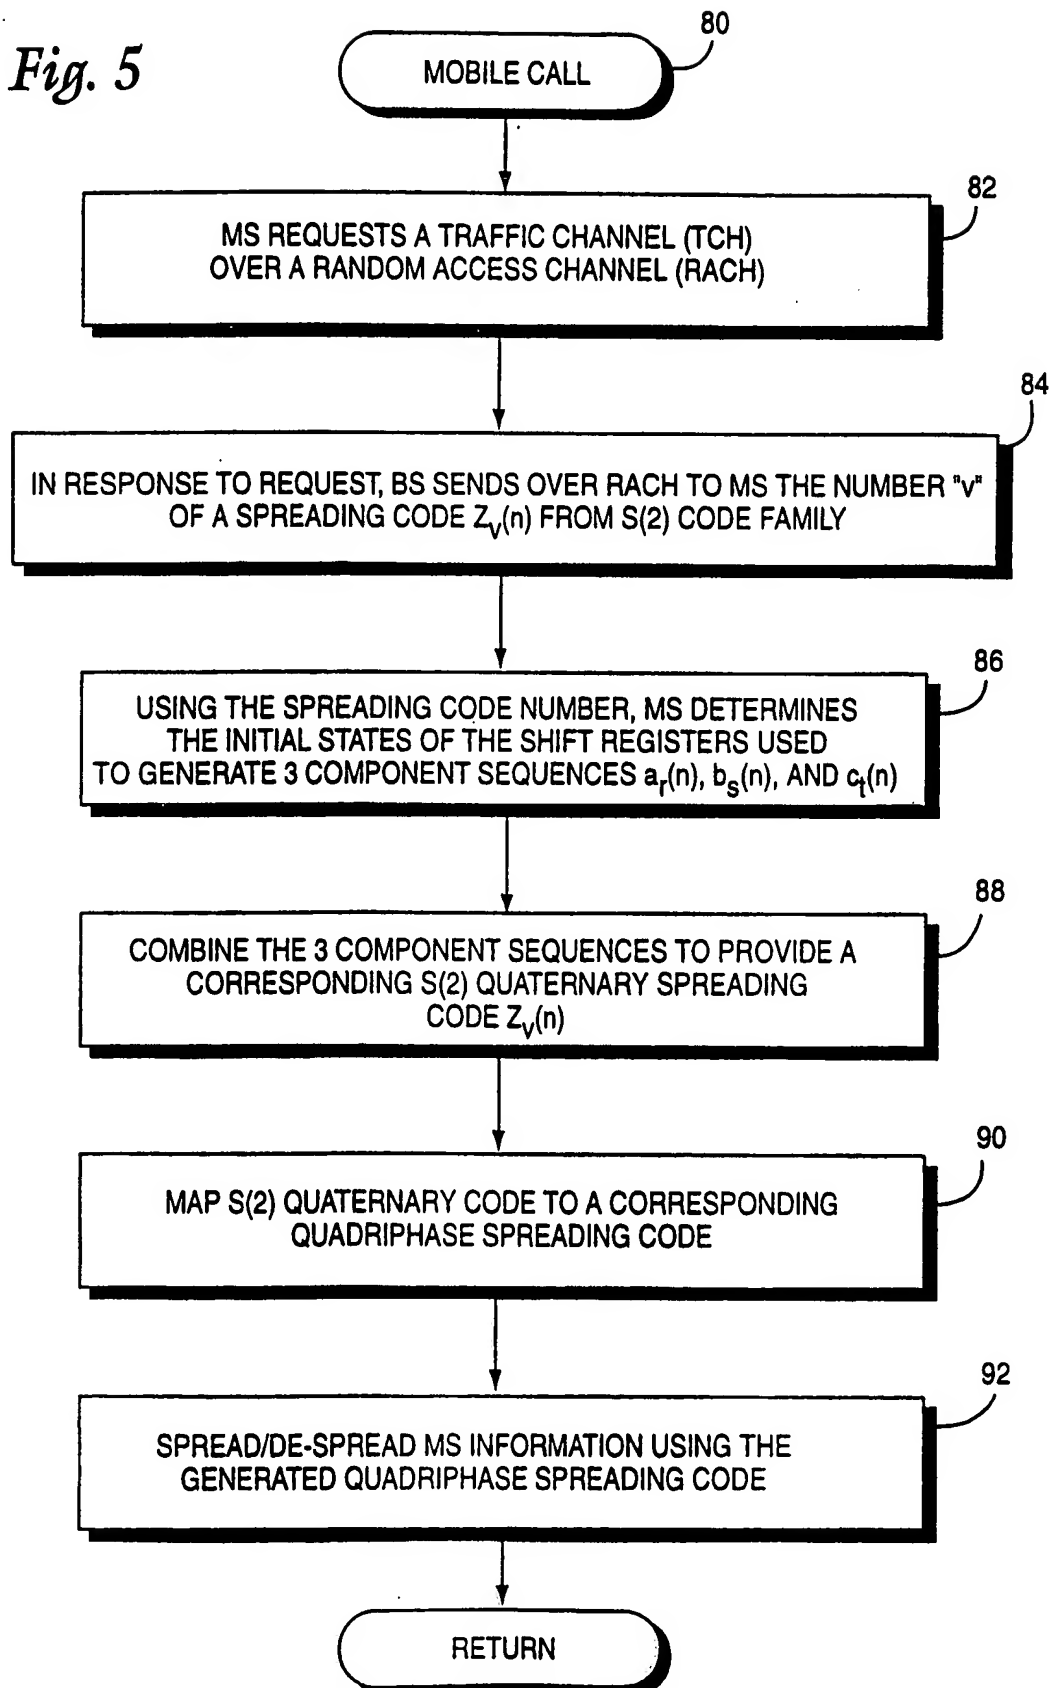 Fig. 5
80
MOBILE CALL
82
MS REQUESTS A TRAFFIC CHANNEL (TCH)
OVER A RANDOM ACCESS CHANNEL (RACH)
84
IN RESPONSE TO REQUEST, BS SENDS OVER RACH TO MS THE NUMBER "v"
OF A SPREADING CODE Zᵥ(n) FROM S(2) CODE FAMILY
86
USING THE SPREADING CODE NUMBER, MS DETERMINES
THE INITIAL STATES OF THE SHIFT REGISTERS USED
TO GENERATE 3 COMPONENT SEQUENCES aᵣ(n), bₛ(n), AND cₜ(n)
88
COMBINE THE 3 COMPONENT SEQUENCES TO PROVIDE A
CORRESPONDING S(2) QUATERNARY SPREADING
CODE Zᵥ(n)
90
MAP S(2) QUATERNARY CODE TO A CORRESPONDING
QUADRIPHASE SPREADING CODE
92
SPREAD/DE-SPREAD MS INFORMATION USING THE
GENERATED QUADRIPHASE SPREADING CODE
RETURN